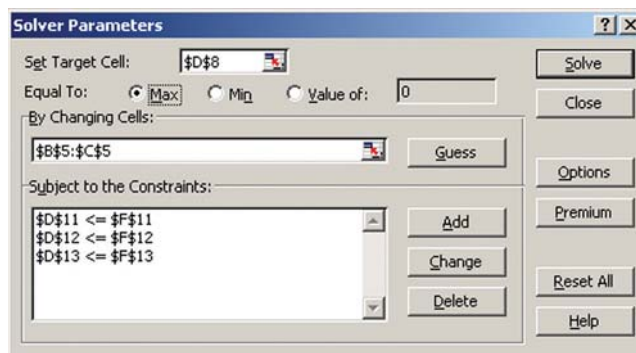 Solver Parameters
Set Target Cell: $D$8
Solve
Equal To: Max Min Value of: 0
Close
By Changing Cells:
$B$5:$C$5
Guess
Options
Subject to the Constraints:
$D$11 <= $F$11
$D$12 <= $F$12
$D$13 <= $F$13
Add
Premium
Change
Reset All
Delete
Help